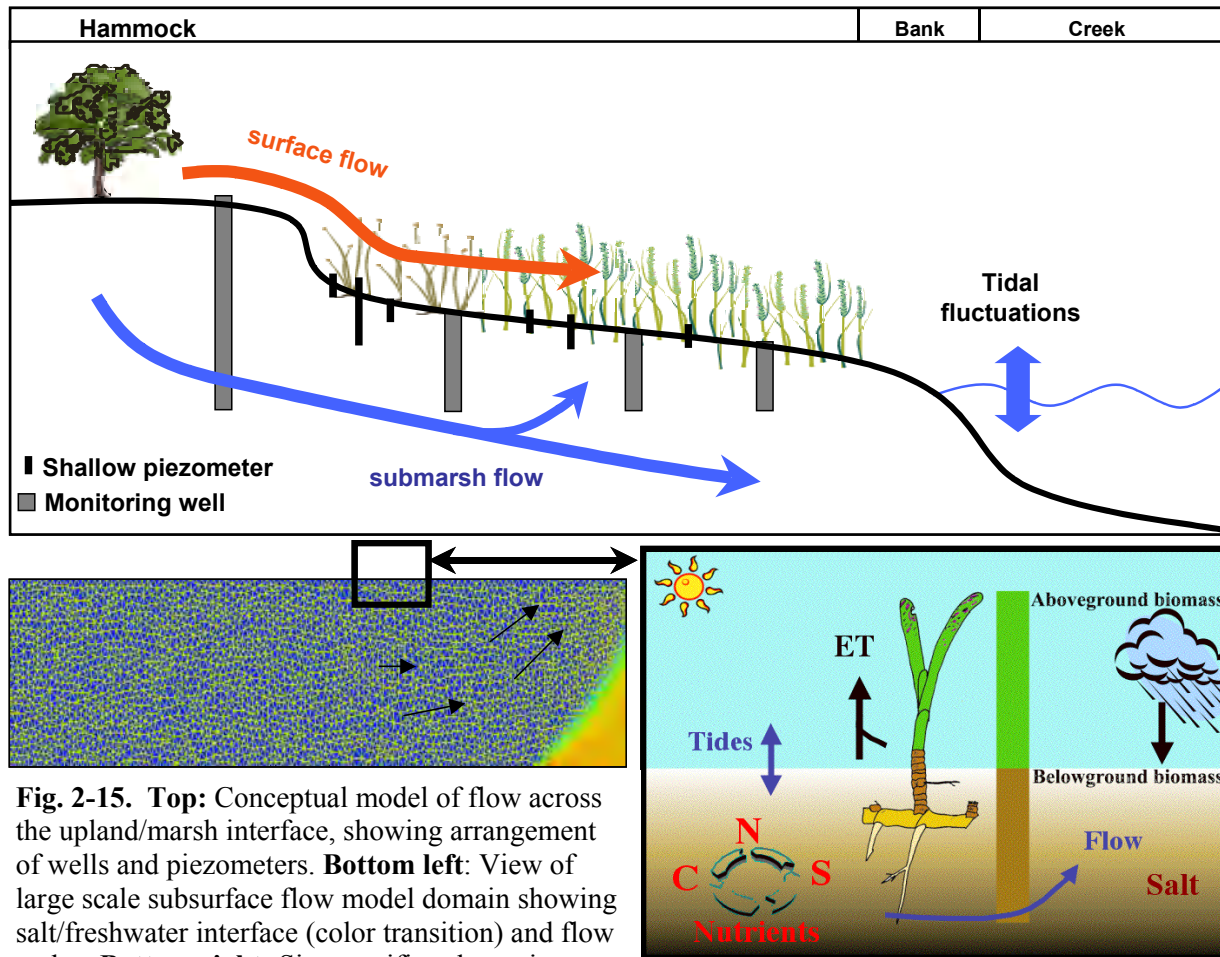 Hammock
Bank
Creek
surface flow
Tidal
fluctuations
Shallow piezometer
Monitoring well
submarsh flow
Aboveground biomass
ET
Tides
Belowground biomass
N
C
S
Flow
Salt
Nutrients
Fig. 2-15. Top: Conceptual model of flow across
the upland/marsh interface, showing arrangement
of wells and piezometers. Bottom left: View of
large scale subsurface flow model domain showing
salt/freshwater interface (color transition) and flow